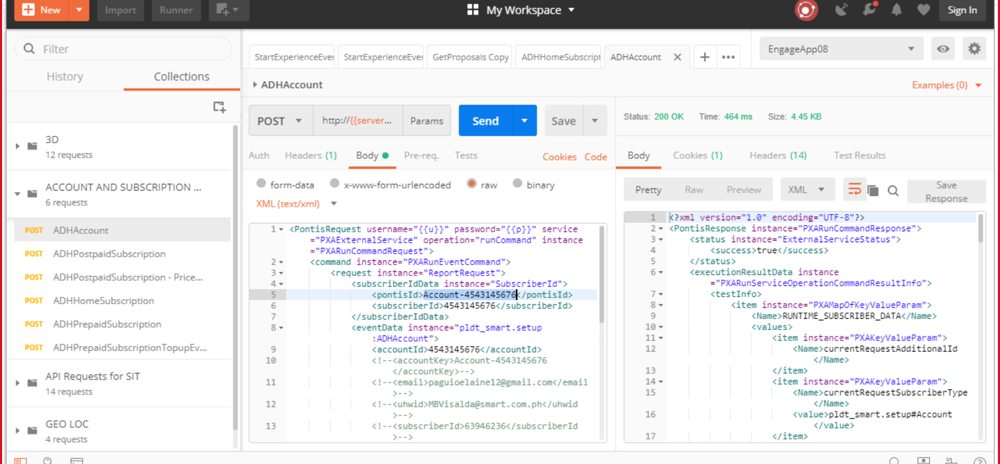 New
Import
Runner
My Workspace
Sign In
Filter
History
Collections
3D
12 requests
ACCOUNT AND SUBSCRIPTION ...
6 requests
POST ADHAccount
POST ADHPostpaidSubscription
POST ADHPostpaidSubscription - Price...
POST ADHHomeSubscription
POST ADHPrepaidSubscription
POST ADHPrepaidSubscriptionTopupEv...
API Requests for SIT
14 requests
GEO LOC
4 requests
StartExperienceEver
StartExperienceEver
GetProposals Copy
ADHHomeSubscript
ADHAccount
EngageApp08
ADHAccount
Examples (0)
POST
http://{{server...
Params
Send
Save
Auth
Headers (1)
Body
Pre-req.
Tests
Cookies
Code
form-data
x-www-form-urlencoded
raw
binary
XML (text/xml)
1 <PontisRequest username="{{u}}" password="{{p}}" service
="PXAExternalService" operation="runCommand" instance
="PXARunCommandRequest">
2 <command instance="PXARunEventCommand">
3 <request instance="ReportRequest">
4 <subscriberIdData instance="SubscriberId">
5 <pontisId>Account-4543145676</pontisId>
6 <subscriberId>4543145676</subscriberId>
7 </subscriberIdData>
8 <eventData instance="pldt_smart.setup
:ADHAccount">
9 <accountId>4543145676</accountId>
10 <!--<accountKey>Account-4543145676
</accountKey>-->
11 <!--<email>paguioelaine12@gmail.com</email
>-->
12 <!--<uhwid>MBVisalda@smart.com.ph</uhwid
>-->
13 <!--<subscriberId>63946236</subscriberId
>-->
Status: 200 OK
Time: 464 ms
Size: 4.45 KB
Body
Cookies (1)
Headers (14)
Test Results
Pretty
Raw
Preview
XML
Save
Response
1 <?xml version="1.0" encoding="UTF-8"?>
2 <PontisResponse instance="PXARunCommandResponse">
3 <status instance="ExternalServiceStatus">
4 <success>true</success>
5 </status>
6 <executionResultData instance
="PXARunServiceOperationCommandResultInfo">
7 <testInfo>
8 <item instance="PXAMapOfKeyValueParam">
9 <Name>RUNTIME_SUBSCRIBER_DATA</Name>
10 <values>
11 <item instance="PXAKeyValueParam">
12 <Name>currentRequestAdditionalId
</Name>
13 </item>
14 <item instance="PXAKeyValueParam">
15 <Name>currentRequestSubscriberType
</Name>
16 <value>pldt_smart.setup#Account
</value>
17 </item>